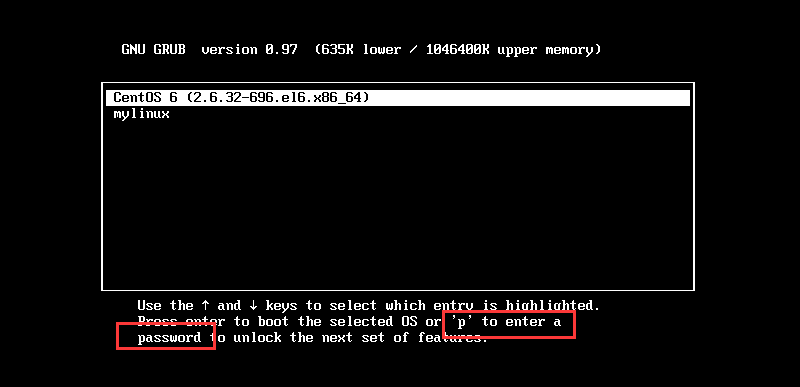 GNU GRUB version 0.97 (635K lower / 1046400K upper memory)
CentOS 6 (2.6.32-696.el6.x86_64)
mylinux
Use the ↑ and ↓ keys to select which entry is highlighted.
Press enter to boot the selected OS or 'p' to enter a
password to unlock the next set of features.